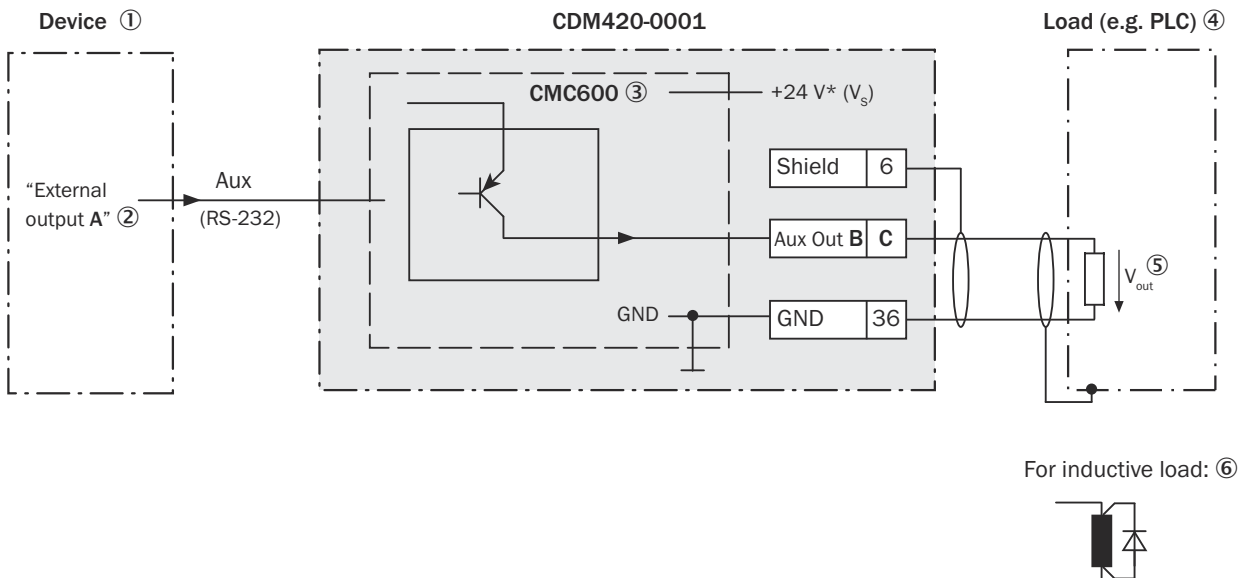 Device ①
CDM420-0001
Load (e.g. PLC) ④
CMC600 ③
+24 V* (Vs)
Shield 6
"External
output A" ②
Aux
(RS-232)
Aux Out B C
Vout ⑤
GND
GND 36
For inductive load: ⑥